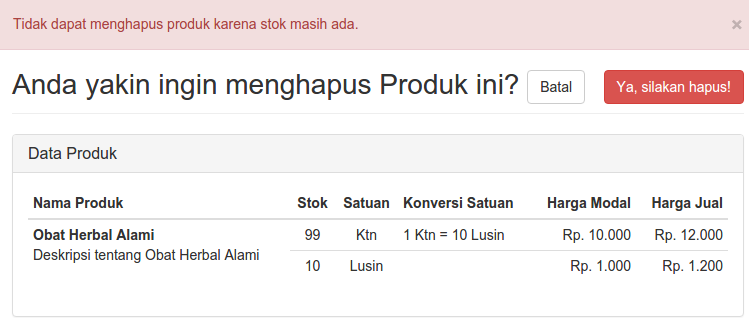 Tidak dapat menghapus produk karena stok masih ada. ×
Anda yakin ingin menghapus Produk ini? Batal Ya, silakan hapus!
Data Produk
Nama Produk Stok Satuan Konversi Satuan Harga Modal Harga Jual
Obat Herbal Alami 99 Ktn 1 Ktn = 10 Lusin Rp. 10.000 Rp. 12.000
Deskripsi tentang Obat Herbal Alami
10 Lusin Rp. 1.000 Rp. 1.200